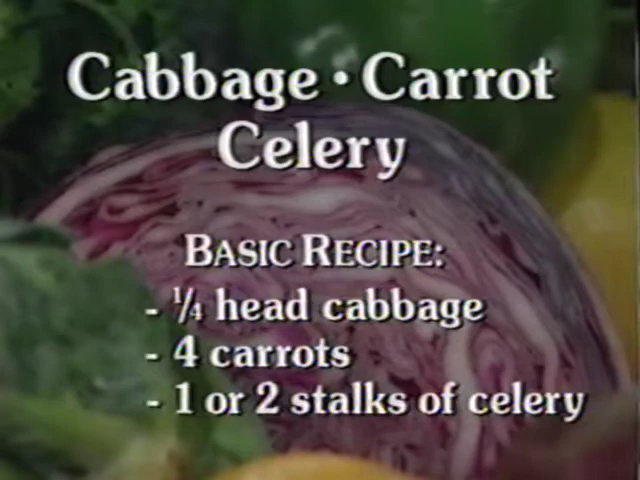 Cabbage • Carrot
Celery
BASIC RECIPE:
- ¼ head cabbage
- 4 carrots
- 1 or 2 stalks of celery